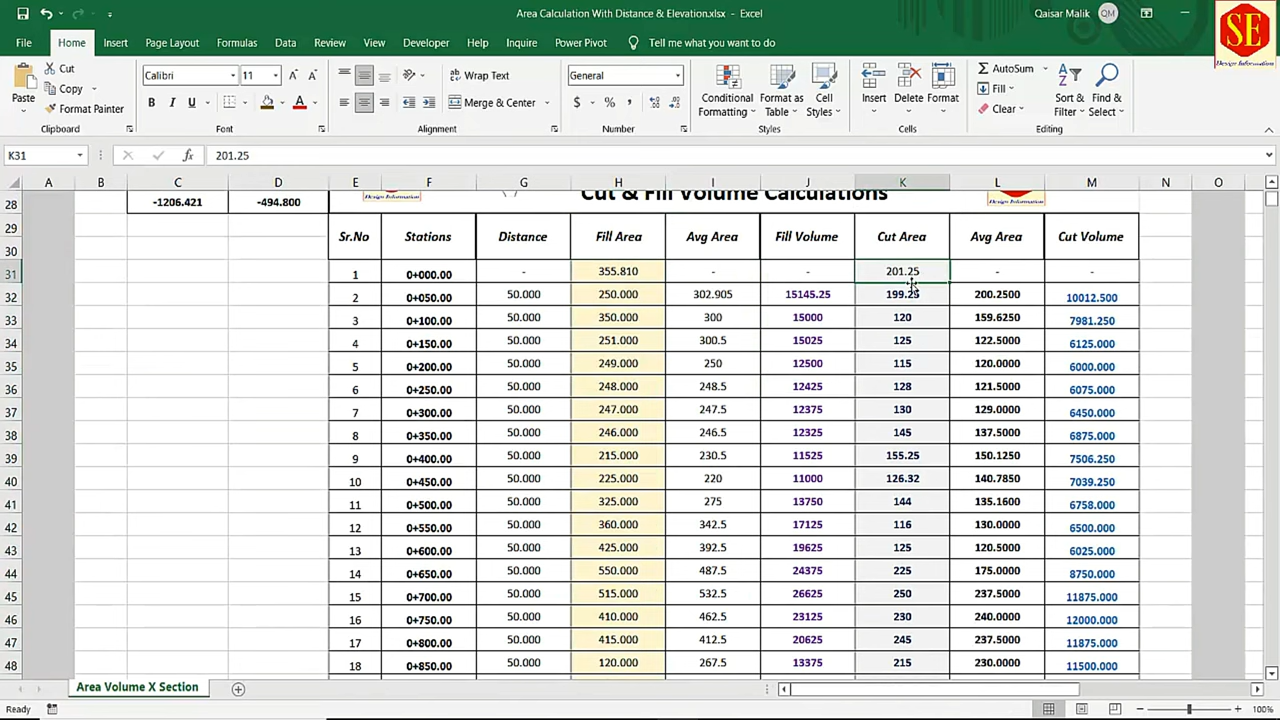 Area Calculation With Distance & Elevation.xlsx - Excel
Qaisar Malik QM
SE
Design Information
File Home Insert Page Layout Formulas Data Review View Developer Help Inquire Power Pivot Tell me what you want to do
Paste Cut Copy Format Painter
Clipboard
Calibri 11
B I U A
Font
Wrap Text
Merge & Center
Alignment
General
$ % ,
Number
Conditional Formatting Format as Table Cell Styles
Styles
Insert Delete Format
Cells
AutoSum Fill Clear
Sort & Filter Find & Select
Editing
K31 fx 201.25
A B C D E F G H I J K L M N O
28 -1206.421 -494.800 Design Information Cut & Fill Volume Calculations Design Information
29
30
Sr.No Stations Distance Fill Area Avg Area Fill Volume Cut Area Avg Area Cut Volume
31 1 0+000.00 - 355.810 - - 201.25 - -
32 2 0+050.00 50.000 250.000 302.905 15145.25 199.25 200.2500 10012.500
33 3 0+100.00 50.000 350.000 300 15000 120 159.6250 7981.250
34 4 0+150.00 50.000 251.000 300.5 15025 125 122.5000 6125.000
35 5 0+200.00 50.000 249.000 250 12500 115 120.0000 6000.000
36 6 0+250.00 50.000 248.000 248.5 12425 128 121.5000 6075.000
37 7 0+300.00 50.000 247.000 247.5 12375 130 129.0000 6450.000
38 8 0+350.00 50.000 246.000 246.5 12325 145 137.5000 6875.000
39 9 0+400.00 50.000 215.000 230.5 11525 155.25 150.1250 7506.250
40 10 0+450.00 50.000 225.000 220 11000 126.32 140.7850 7039.250
41 11 0+500.00 50.000 325.000 275 13750 144 135.1600 6758.000
42 12 0+550.00 50.000 360.000 342.5 17125 116 130.0000 6500.000
43 13 0+600.00 50.000 425.000 392.5 19625 125 120.5000 6025.000
44 14 0+650.00 50.000 550.000 487.5 24375 225 175.0000 8750.000
45 15 0+700.00 50.000 515.000 532.5 26625 250 237.5000 11875.000
46 16 0+750.00 50.000 410.000 462.5 23125 230 240.0000 12000.000
47 17 0+800.00 50.000 415.000 412.5 20625 245 237.5000 11875.000
48 18 0+850.00 50.000 120.000 267.5 13375 215 230.0000 11500.000
Area Volume X Section
Ready 100%